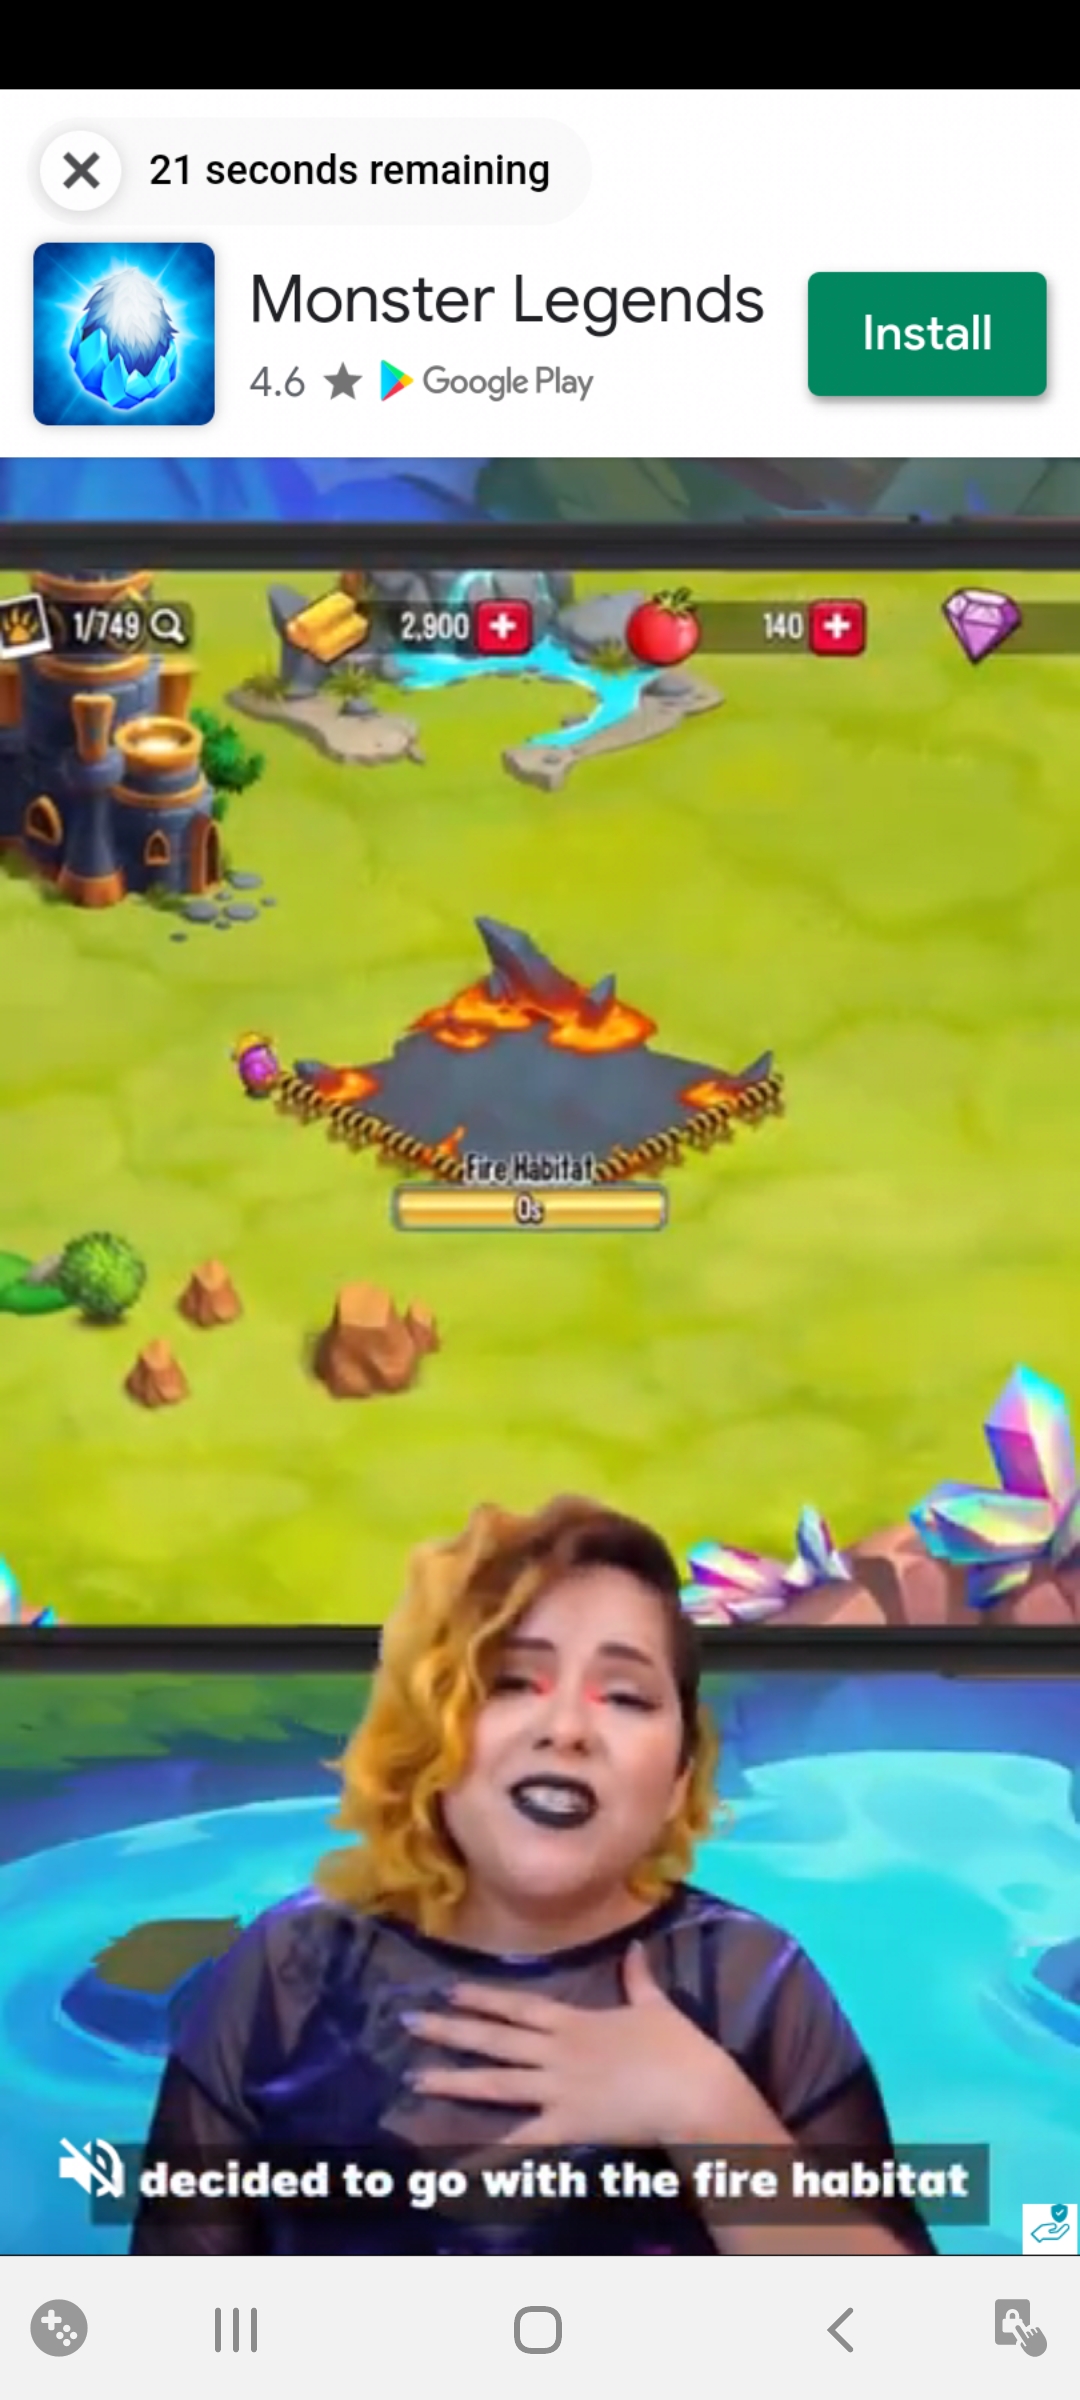 21 seconds remaining
Monster Legends
Install
4.6 Google Play
1/749
2,900
140
Fire Habitat
0s
decided to go with the fire habitat